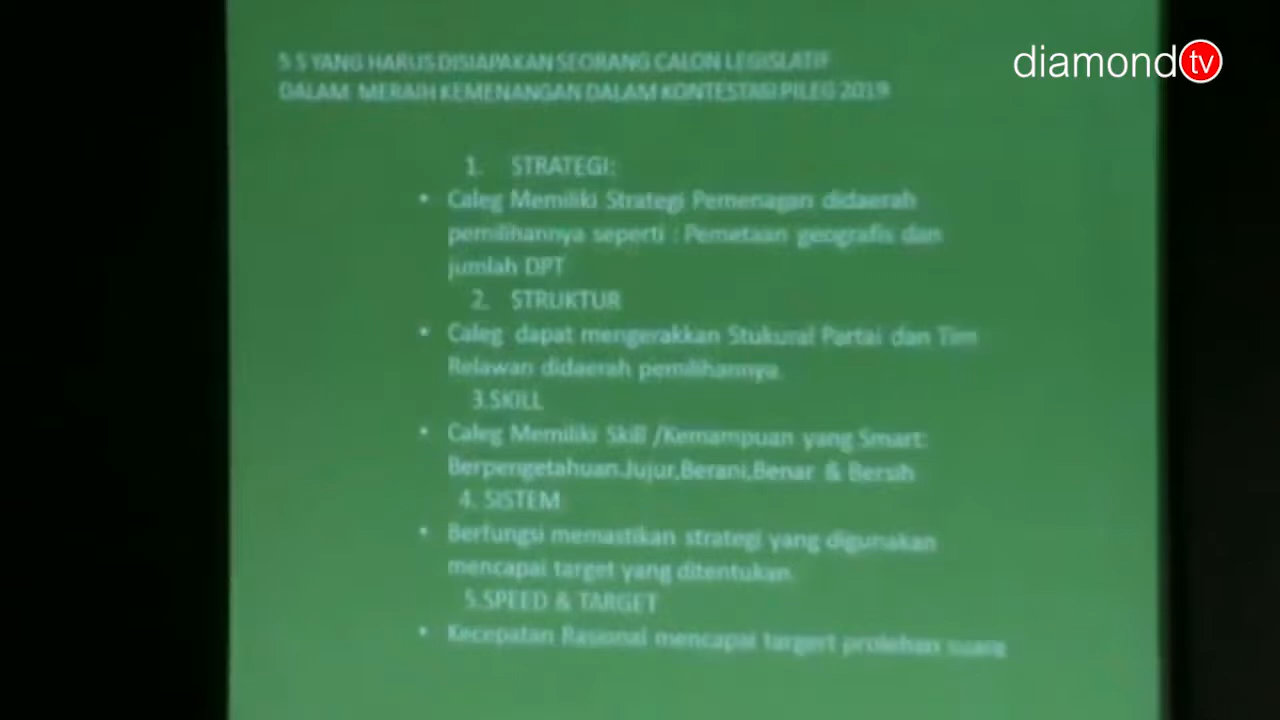 5 S YANG HARUS DISIAPAKAN SEORANG CALON LEGISLATIF
DALAM MERAIH KEMENANGAN DALAM KONTESTASI PILEG 2019
diamond tv
1. STRATEGI:
• Caleg Memiliki Strategi Pemenagan didaerah
pemilihannya seperti : Pemetaan geografis dan
jumlah DPT
2. STRUKTUR
• Caleg dapat mengerakkan Stukural Partai dan Tim
Relawan didaerah pemilihannya.
3.SKILL
• Caleg Memiliki Skill /Kemampuan yang Smart:
Berpengetahuan.Jujur,Berani,Benar & Bersih
4. SISTEM
• Berfungsi memastikan strategi yang digunakan
mencapai target yang ditentukan.
5.SPEED & TARGET
• Kecepatan Rasional mencapai targert prolehan suara